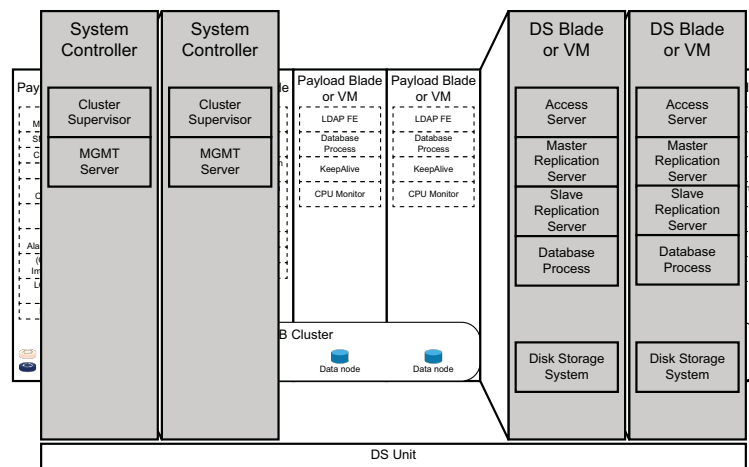 System
Controller
Cluster
Supervisor
MGMT
Server
System
Controller
Cluster
Supervisor
MGMT
Server
Payload Blade
or VM
LDAP FE
Database
Process
KeepAlive
CPU Monitor
Data node
Payload Blade
or VM
LDAP FE
Database
Process
KeepAlive
CPU Monitor
Data node
B Cluster
DS Blade
or VM
Access
Server
Master
Replication
Server
Slave
Replication
Server
Database
Process
Disk Storage
System
DS Blade
or VM
Access
Server
Master
Replication
Server
Slave
Replication
Server
Database
Process
Disk Storage
System
DS Unit